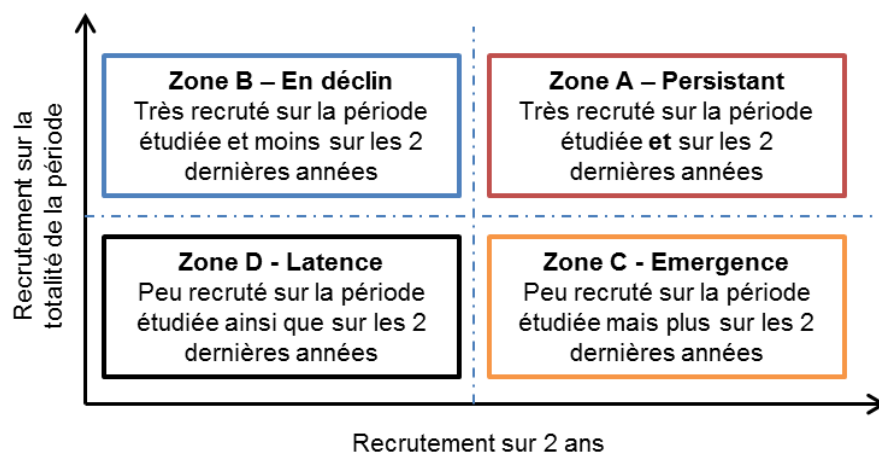 Recrutement sur la
totalité de la période
Zone B – En déclin
Très recruté sur la période
étudiée et moins sur les 2
dernières années
Zone A – Persistant
Très recruté sur la période
étudiée et sur les 2
dernières années
Zone D - Latence
Peu recruté sur la période
étudiée ainsi que sur les 2
dernières années
Zone C - Emergence
Peu recruté sur la période
étudiée mais plus sur les 2
dernières années
Recrutement sur 2 ans